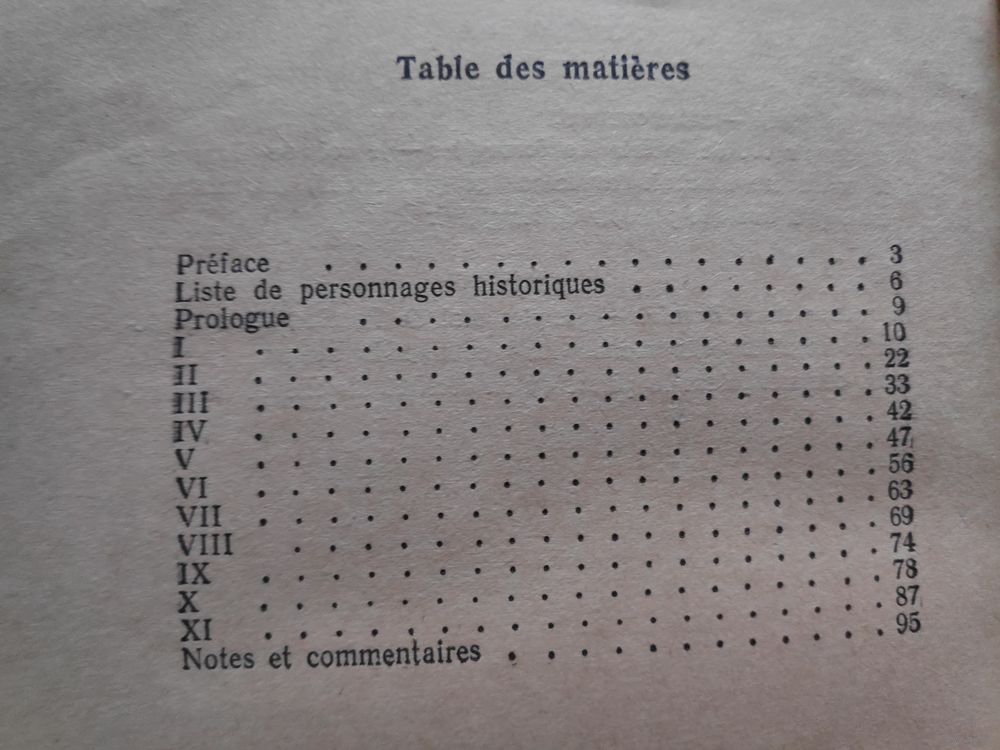 Table des matières
Préface . . . . . . . . . . . . . . . . 3
Liste de personnages historiques . . . . . . . . 6
Prologue . . . . . . . . . . . . . . . 9
I . . . . . . . . . . . . . . . . . . 10
II . . . . . . . . . . . . . . . . . . 22
III . . . . . . . . . . . . . . . . . . 33
IV . . . . . . . . . . . . . . . . . . 42
V . . . . . . . . . . . . . . . . . . 47
VI . . . . . . . . . . . . . . . . . . 56
VII . . . . . . . . . . . . . . . . . . 63
VIII . . . . . . . . . . . . . . . . . 69
IX . . . . . . . . . . . . . . . . . . 74
X . . . . . . . . . . . . . . . . . . 78
XI . . . . . . . . . . . . . . . . . . 87
Notes et commentaires . . . . . . . . . . . 95